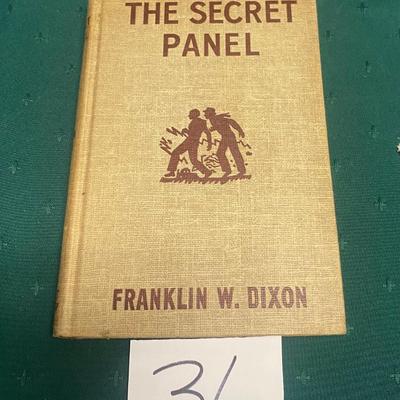 THE SECRET
PANEL
FRANKLIN W. DIXON
31